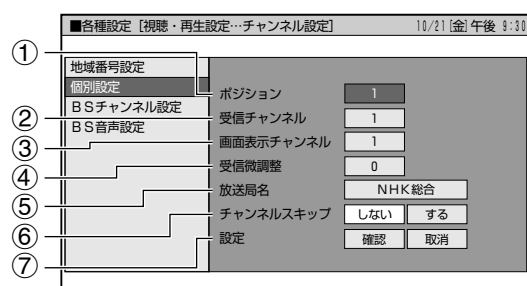 ■各種設定［視聴・再生設定…チャンネル設定］ 10/21[金]午後 9:30
地域番号設定
個別設定
ＢＳチャンネル設定
ＢＳ音声設定
① ポジション 1
② 受信チャンネル 1
③ 画面表示チャンネル 1
④ 受信微調整 0
⑤ 放送局名 NHK総合
⑥ チャンネルスキップ しない する
⑦ 設定 確認 取消